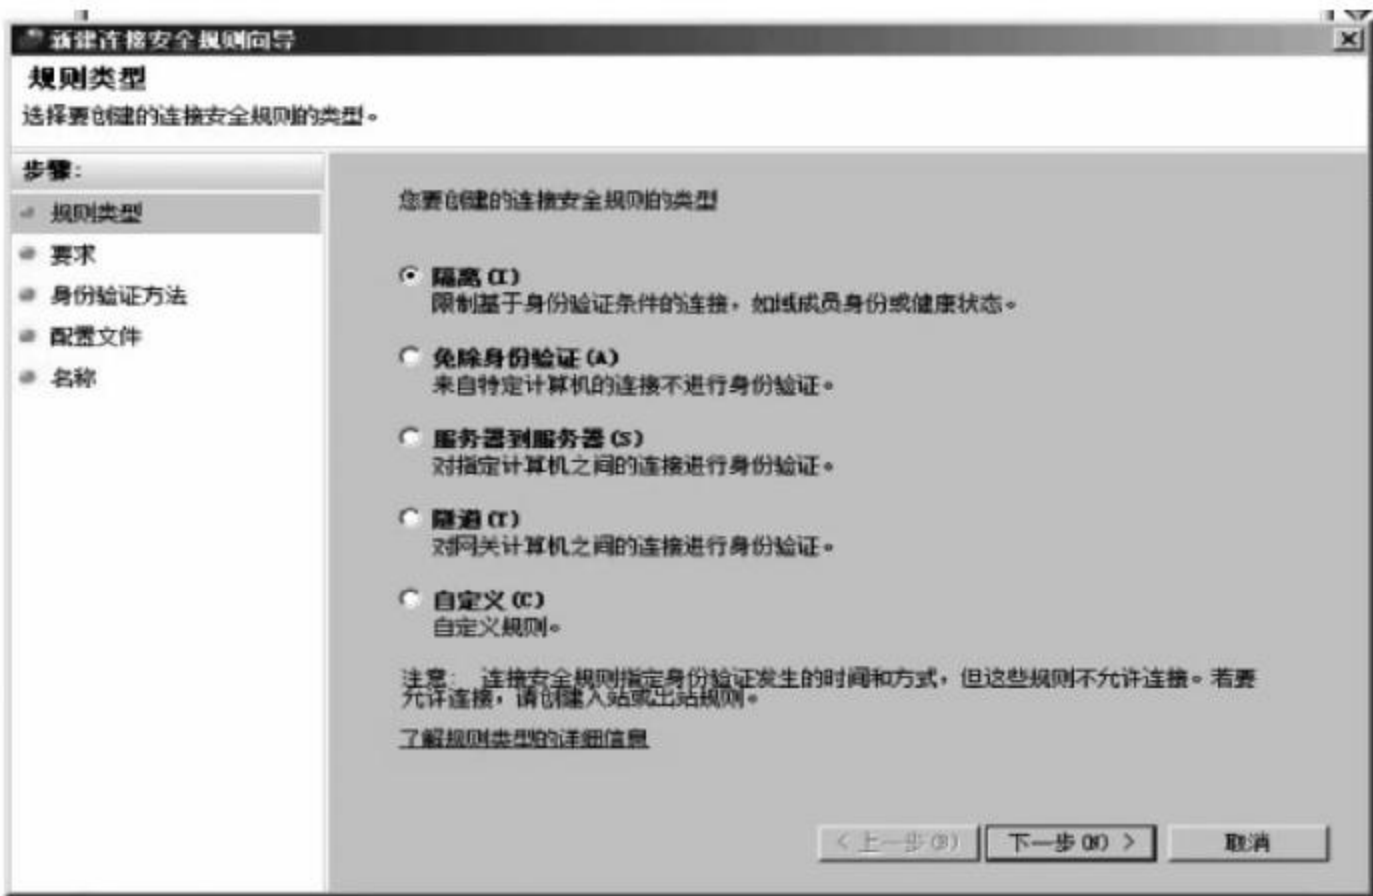 新建连接安全规则向导
规则类型
选择要创建的连接安全规则的类型。
步骤:
规则类型
要求
身份验证方法
配置文件
名称
您要创建的连接安全规则的类型
隔离(I)
限制基于身份验证条件的连接，如域成员身份或健康状态。
免除身份验证(A)
来自特定计算机的连接不进行身份验证。
服务器到服务器(S)
对指定计算机之间的连接进行身份验证。
隧道(T)
对网关计算机之间的连接进行身份验证。
自定义(C)
自定义规则。
注意: 连接安全规则指定身份验证发生的时间和方式，但这些规则不允许连接。若要
允许连接，请创建入站或出站规则。
了解规则类型的详细信息
< 上一步(B) 下一步(N) > 取消